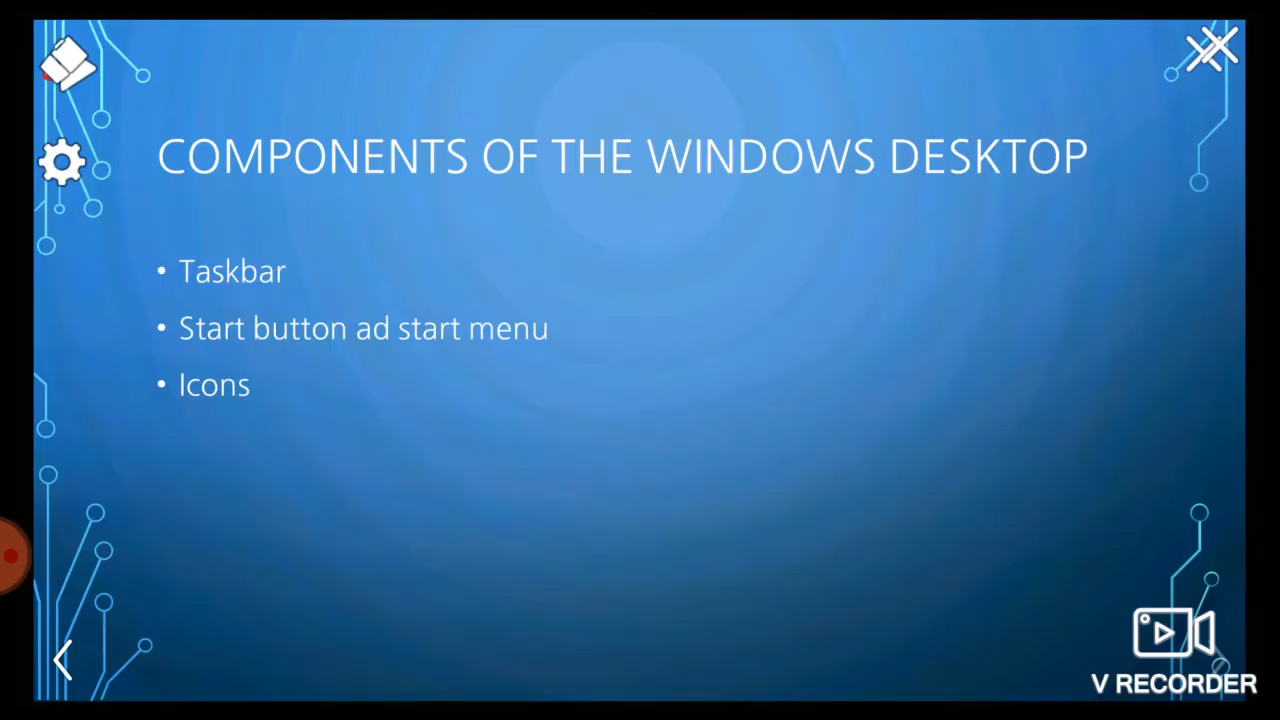 COMPONENTS OF THE WINDOWS DESKTOP
• Taskbar
• Start button ad start menu
• Icons
V RECORDER